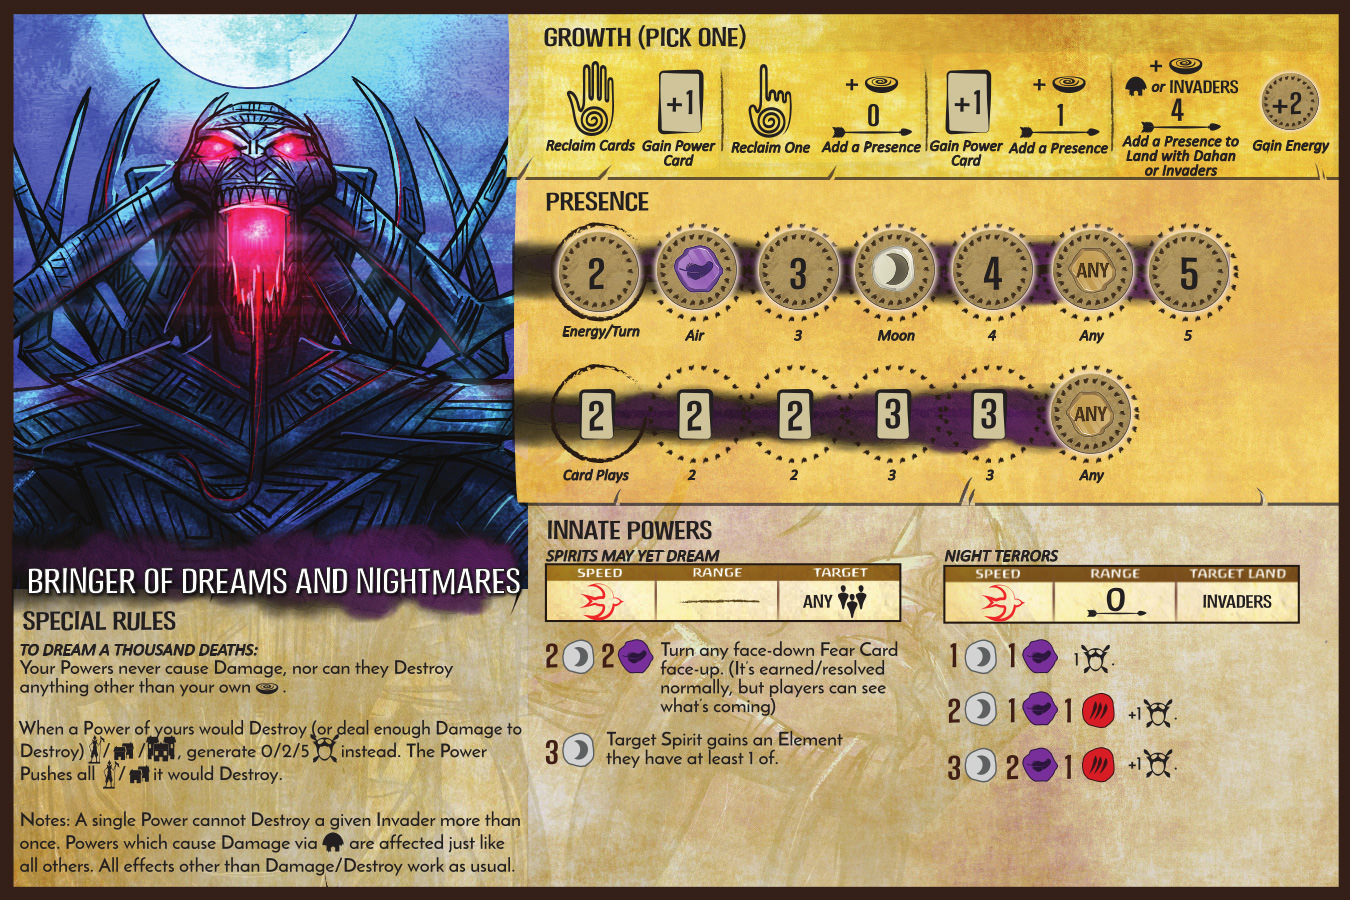 GROWTH (PICK ONE)
+1
+ 0
+1
+ 1
+
or INVADERS
4
+2
Reclaim Cards
Gain Power
Card
Reclaim One
Add a Presence
Gain Power
Card
Add a Presence
Add a Presence to
Land with Dahan
or Invaders
Gain Energy
PRESENCE
2 3 4 ANY 5
Energy/Turn Air 3 Moon 4 Any 5
2 2 2 3 3 ANY
Card Plays 2 2 3 3 Any
BRINGER OF DREAMS AND NIGHTMARES
SPECIAL RULES
TO DREAM A THOUSAND DEATHS:
Your Powers never cause Damage, nor can they Destroy
anything other than your own .
When a Power of yours would Destroy (or deal enough Damage to
Destroy) / / , generate 0/2/5 instead. The Power
Pushes all / it would Destroy.
Notes: A single Power cannot Destroy a given Invader more than
once. Powers which cause Damage via are affected just like
all others. All effects other than Damage/Destroy work as usual.
INNATE POWERS
SPIRITS MAY YET DREAM
SPEED RANGE TARGET
ANY
2 2 Turn any face-down Fear Card
face-up. (It's earned/resolved
normally, but players can see
what's coming)
3 Target Spirit gains an Element
they have at least 1 of.
NIGHT TERRORS
SPEED RANGE TARGET LAND
0 INVADERS
1 1 1 .
2 1 1 +1 .
3 2 1 +1 .